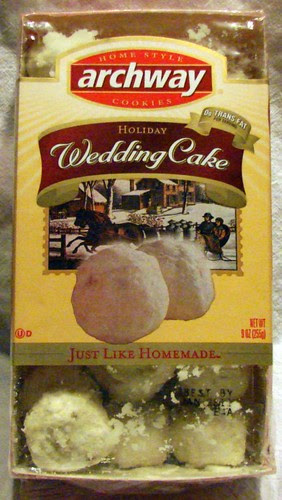 HOME STYLE
archway
COOKIES
0g TRANS FAT
HOLIDAY
Wedding Cake
NET WT
9 OZ (255g)
U D
JUST LIKE HOMEMADE™
BEST BY